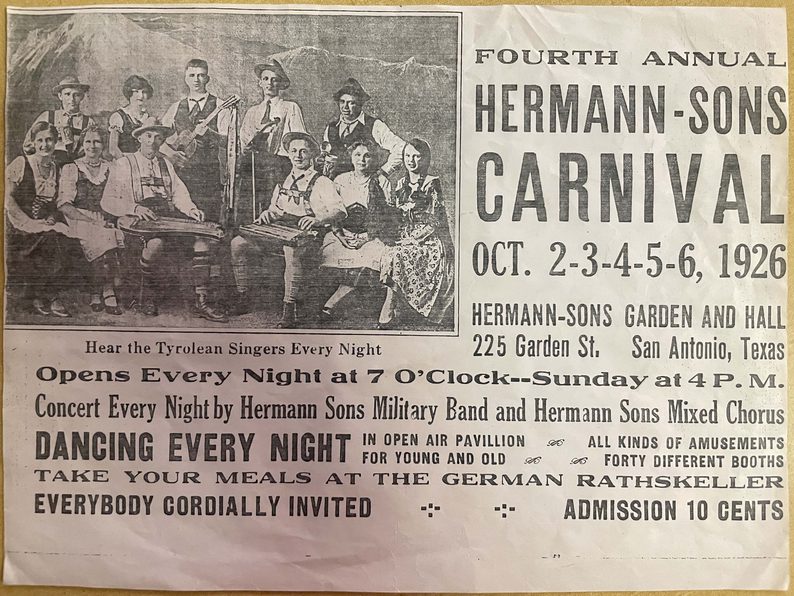 FOURTH ANNUAL
HERMANN-SONS
CARNIVAL
OCT. 2-3-4-5-6, 1926
HERMANN-SONS GARDEN AND HALL
225 Garden St. San Antonio, Texas
Hear the Tyrolean Singers Every Night
Opens Every Night at 7 O'Clock--Sunday at 4 P. M.
Concert Every Night by Hermann Sons Military Band and Hermann Sons Mixed Chorus
DANCING EVERY NIGHT
IN OPEN AIR PAVILLION
FOR YOUNG AND OLD
ALL KINDS OF AMUSEMENTS
FORTY DIFFERENT BOOTHS
TAKE YOUR MEALS AT THE GERMAN RATHSKELLER
EVERYBODY CORDIALLY INVITED -:- -:- ADMISSION 10 CENTS